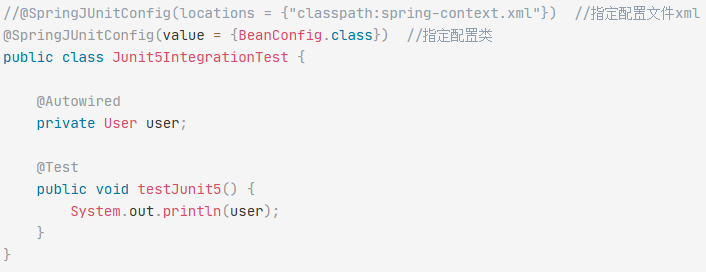 //@SpringJUnitConfig(locations = {"classpath:spring-context.xml"})  //指定配置文件xml
@SpringJUnitConfig(value = {BeanConfig.class})  //指定配置类
public class Junit5IntegrationTest {
    @Autowired
    private User user;
    @Test
    public void testJunit5() {
        System.out.println(user);
    }
}